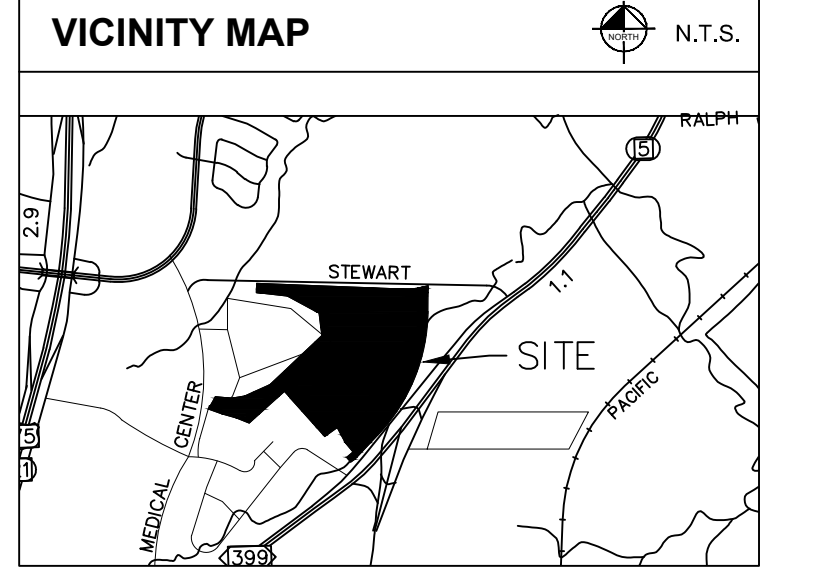 VICINITY MAP
NORTH
N.T.S.
RALPH
5
2.9
STEWART
1.1
SITE
PACIFIC
CENTER
MEDICAL
5
1
399